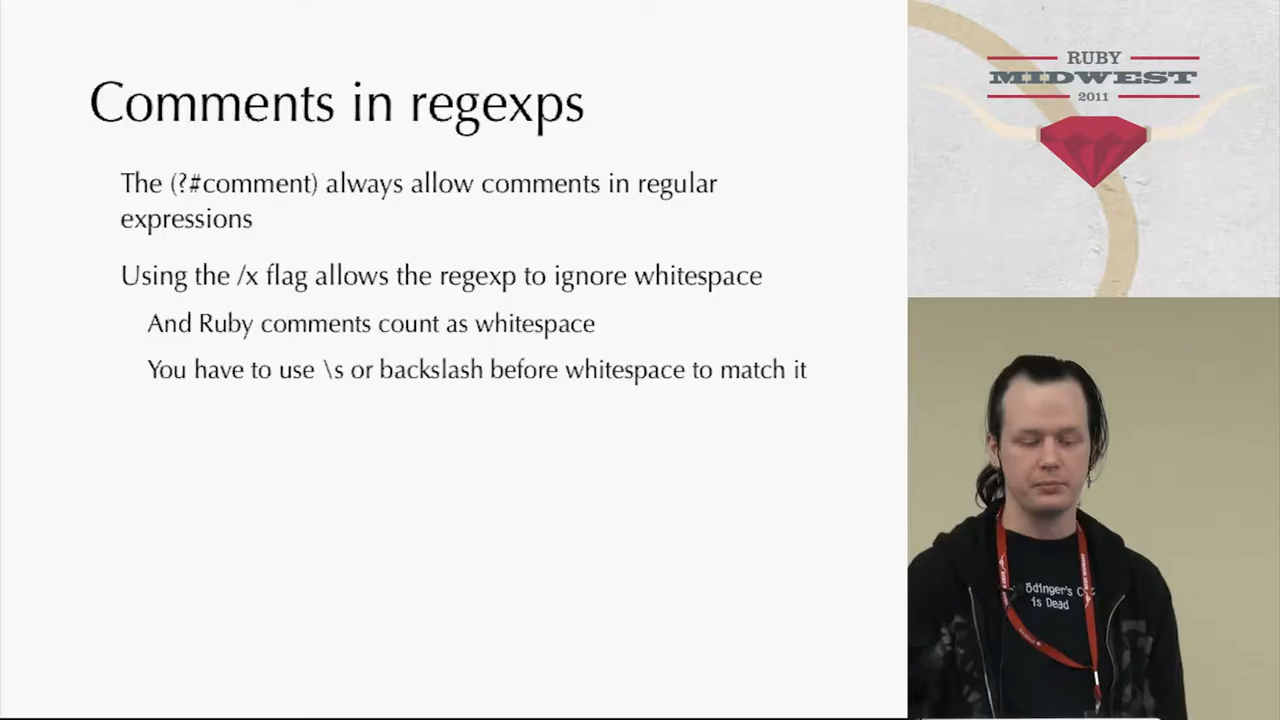 Comments in regexps
The (?#comment) always allow comments in regular
expressions
Using the /x flag allows the regexp to ignore whitespace
And Ruby comments count as whitespace
You have to use \s or backslash before whitespace to match it
RUBY
MIDWEST
2011
ödinger's
is Dead